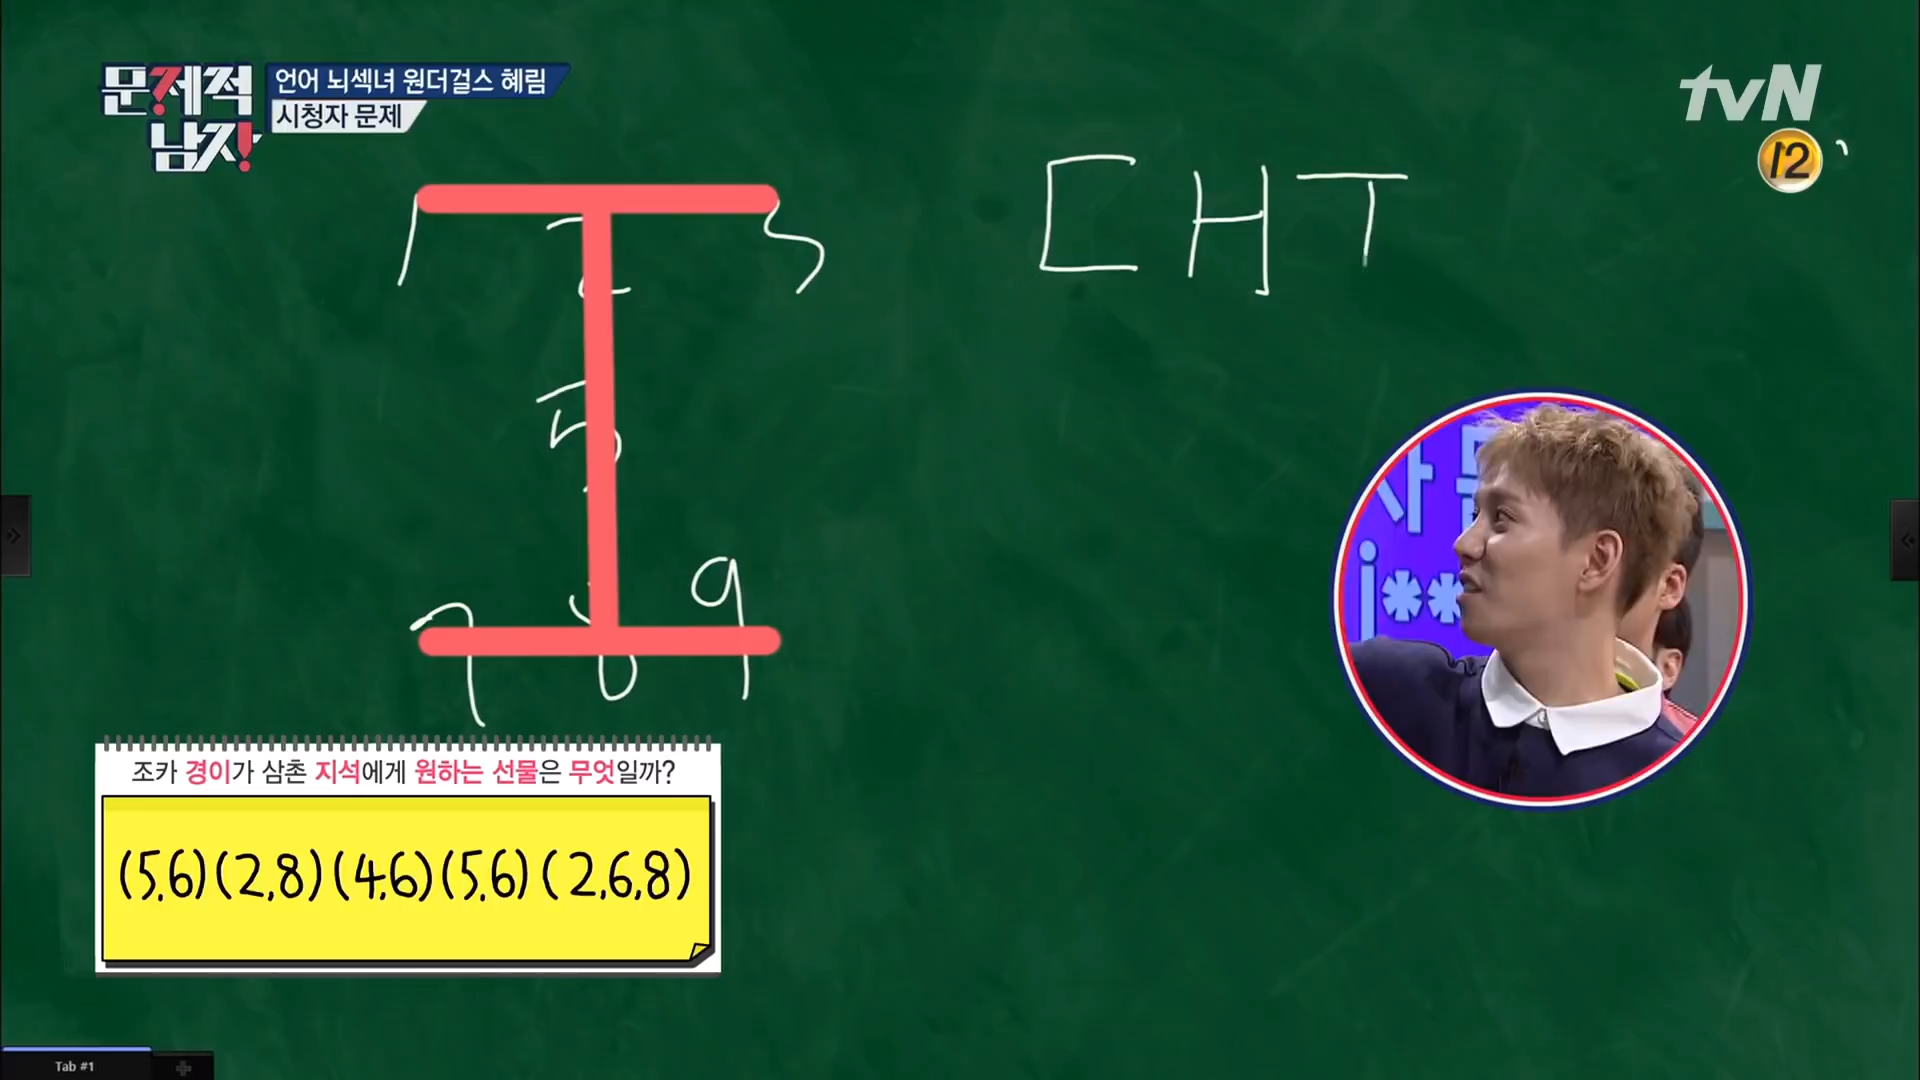 문제적
남자!
언어 뇌섹녀 원더걸스 혜림
시청자 문제
tvN
12
1 2 3
CHT
5
7 8 9
자 문
i**
조카 경이가 삼촌 지석에게 원하는 선물은 무엇일까?
(5,6)(2,8)(4,6)(5,6)(2,6,8)
Tab #1